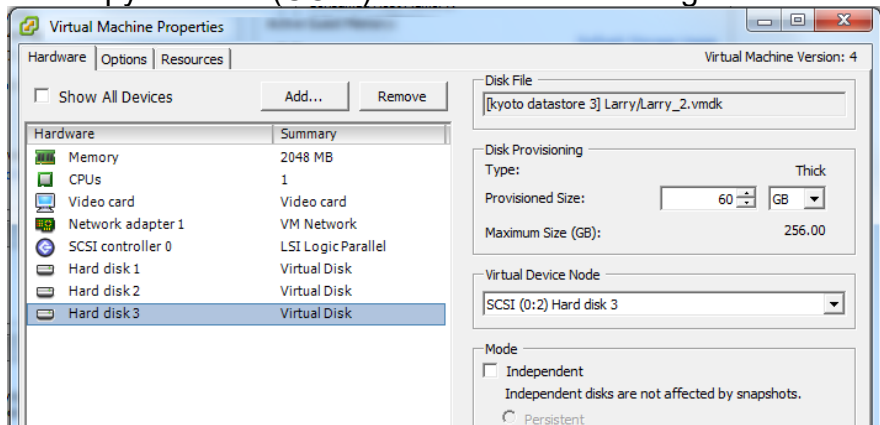 Virtual Machine Properties
Hardware Options Resources
Virtual Machine Version: 4
Show All Devices
Add... Remove
Hardware Summary
Memory 2048 MB
CPUs 1
Video card Video card
Network adapter 1 VM Network
SCSI controller 0 LSI Logic Parallel
Hard disk 1 Virtual Disk
Hard disk 2 Virtual Disk
Hard disk 3 Virtual Disk
Disk File
[kyoto datastore 3] Larry/Larry_2.vmdk
Disk Provisioning
Type: Thick
Provisioned Size: 60 GB
Maximum Size (GB): 256.00
Virtual Device Node
SCSI (0:2) Hard disk 3
Mode
Independent
Independent disks are not affected by snapshots.
Persistent